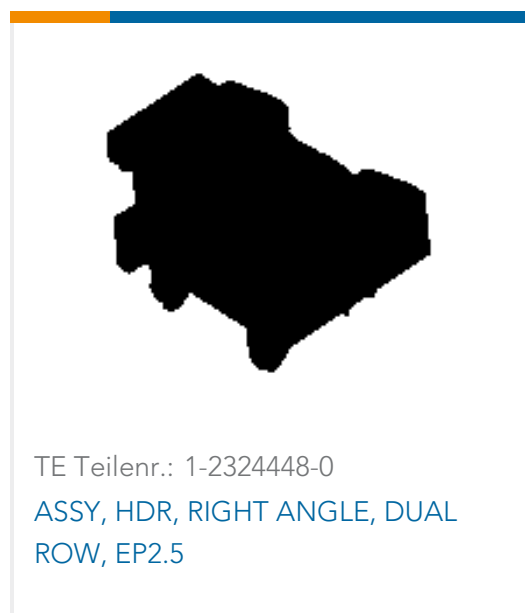 TE Teilenr.: 1-2324448-0
ASSY, HDR, RIGHT ANGLE, DUAL
ROW, EP2.5